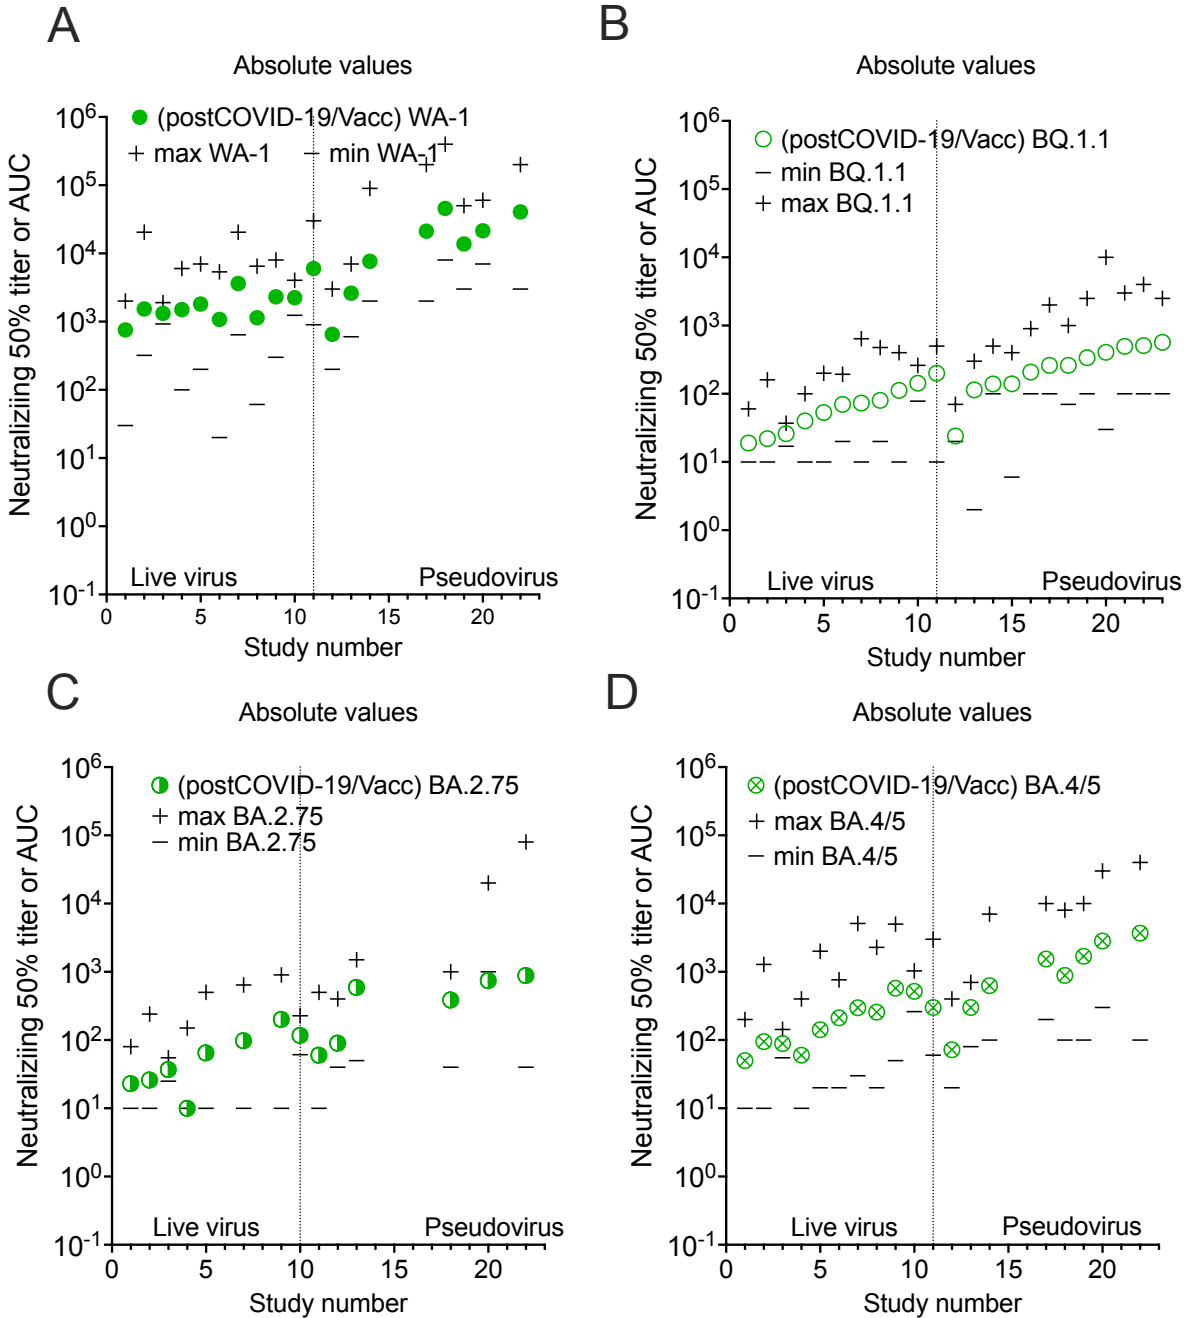 A
Absolute values
(postCOVID-19/Vacc) WA-1
max WA-1
min WA-1
Neutraliziing 50% titer or AUC
10^6
10^5
10^4
10^3
10^2
10^1
10^0
10^-1
Live virus
Pseudovirus
0 5 10 15 20
Study number
B
Absolute values
(postCOVID-19/Vacc) BQ.1.1
min BQ.1.1
max BQ.1.1
Neutraliziing 50% titer or AUC
10^6
10^5
10^4
10^3
10^2
10^1
10^0
10^-1
Live virus
Pseudovirus
0 5 10 15 20
Study number
C
Absolute values
(postCOVID-19/Vacc) BA.2.75
max BA.2.75
min BA.2.75
Neutraliziing 50% titer or AUC
10^6
10^5
10^4
10^3
10^2
10^1
10^0
10^-1
Live virus
Pseudovirus
0 5 10 15 20
Study number
D
Absolute values
(postCOVID-19/Vacc) BA.4/5
max BA.4/5
min BA.4/5
Neutraliziing 50% titer or AUC
10^6
10^5
10^4
10^3
10^2
10^1
10^0
10^-1
Live virus
Pseudovirus
0 5 10 15 20
Study number